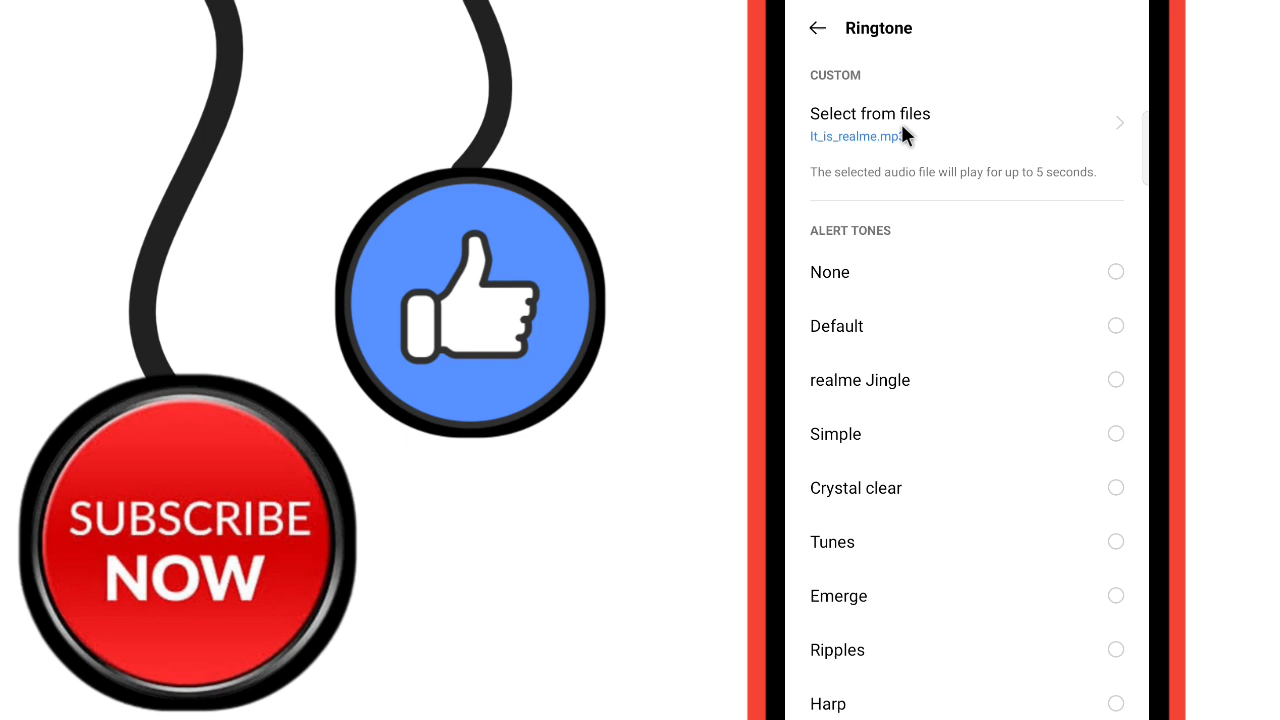 SUBSCRIBE
NOW
Ringtone
CUSTOM
Select from files
It_is_realme.mp3
The selected audio file will play for up to 5 seconds.
ALERT TONES
None
Default
realme Jingle
Simple
Crystal clear
Tunes
Emerge
Ripples
Harp